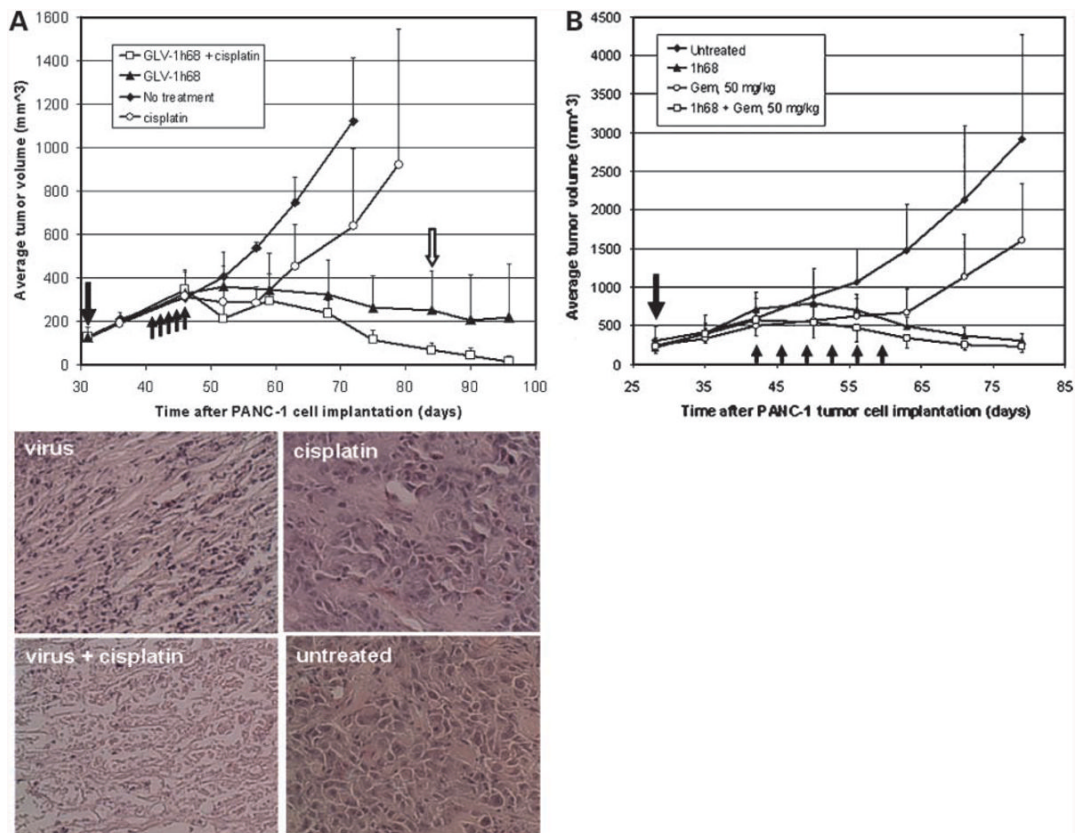 A
Average tumor volume (mm^3)
1600
1400
1200
1000
800
600
400
200
0
GLV-1h68 + cisplatin
GLV-1h68
No treatment
cisplatin
30 40 50 60 70 80 90 100
Time after PANC-1 cell implantation (days)
B
Average tumor volume (mm^3)
4500
4000
3500
3000
2500
2000
1500
1000
500
0
Untreated
1h68
Gem, 50 mg/kg
1h68 + Gem, 50 mg/kg
25 35 45 55 65 75 85
Time after PANC-1 tumor cell implantation (days)
virus
cisplatin
virus + cisplatin
untreated